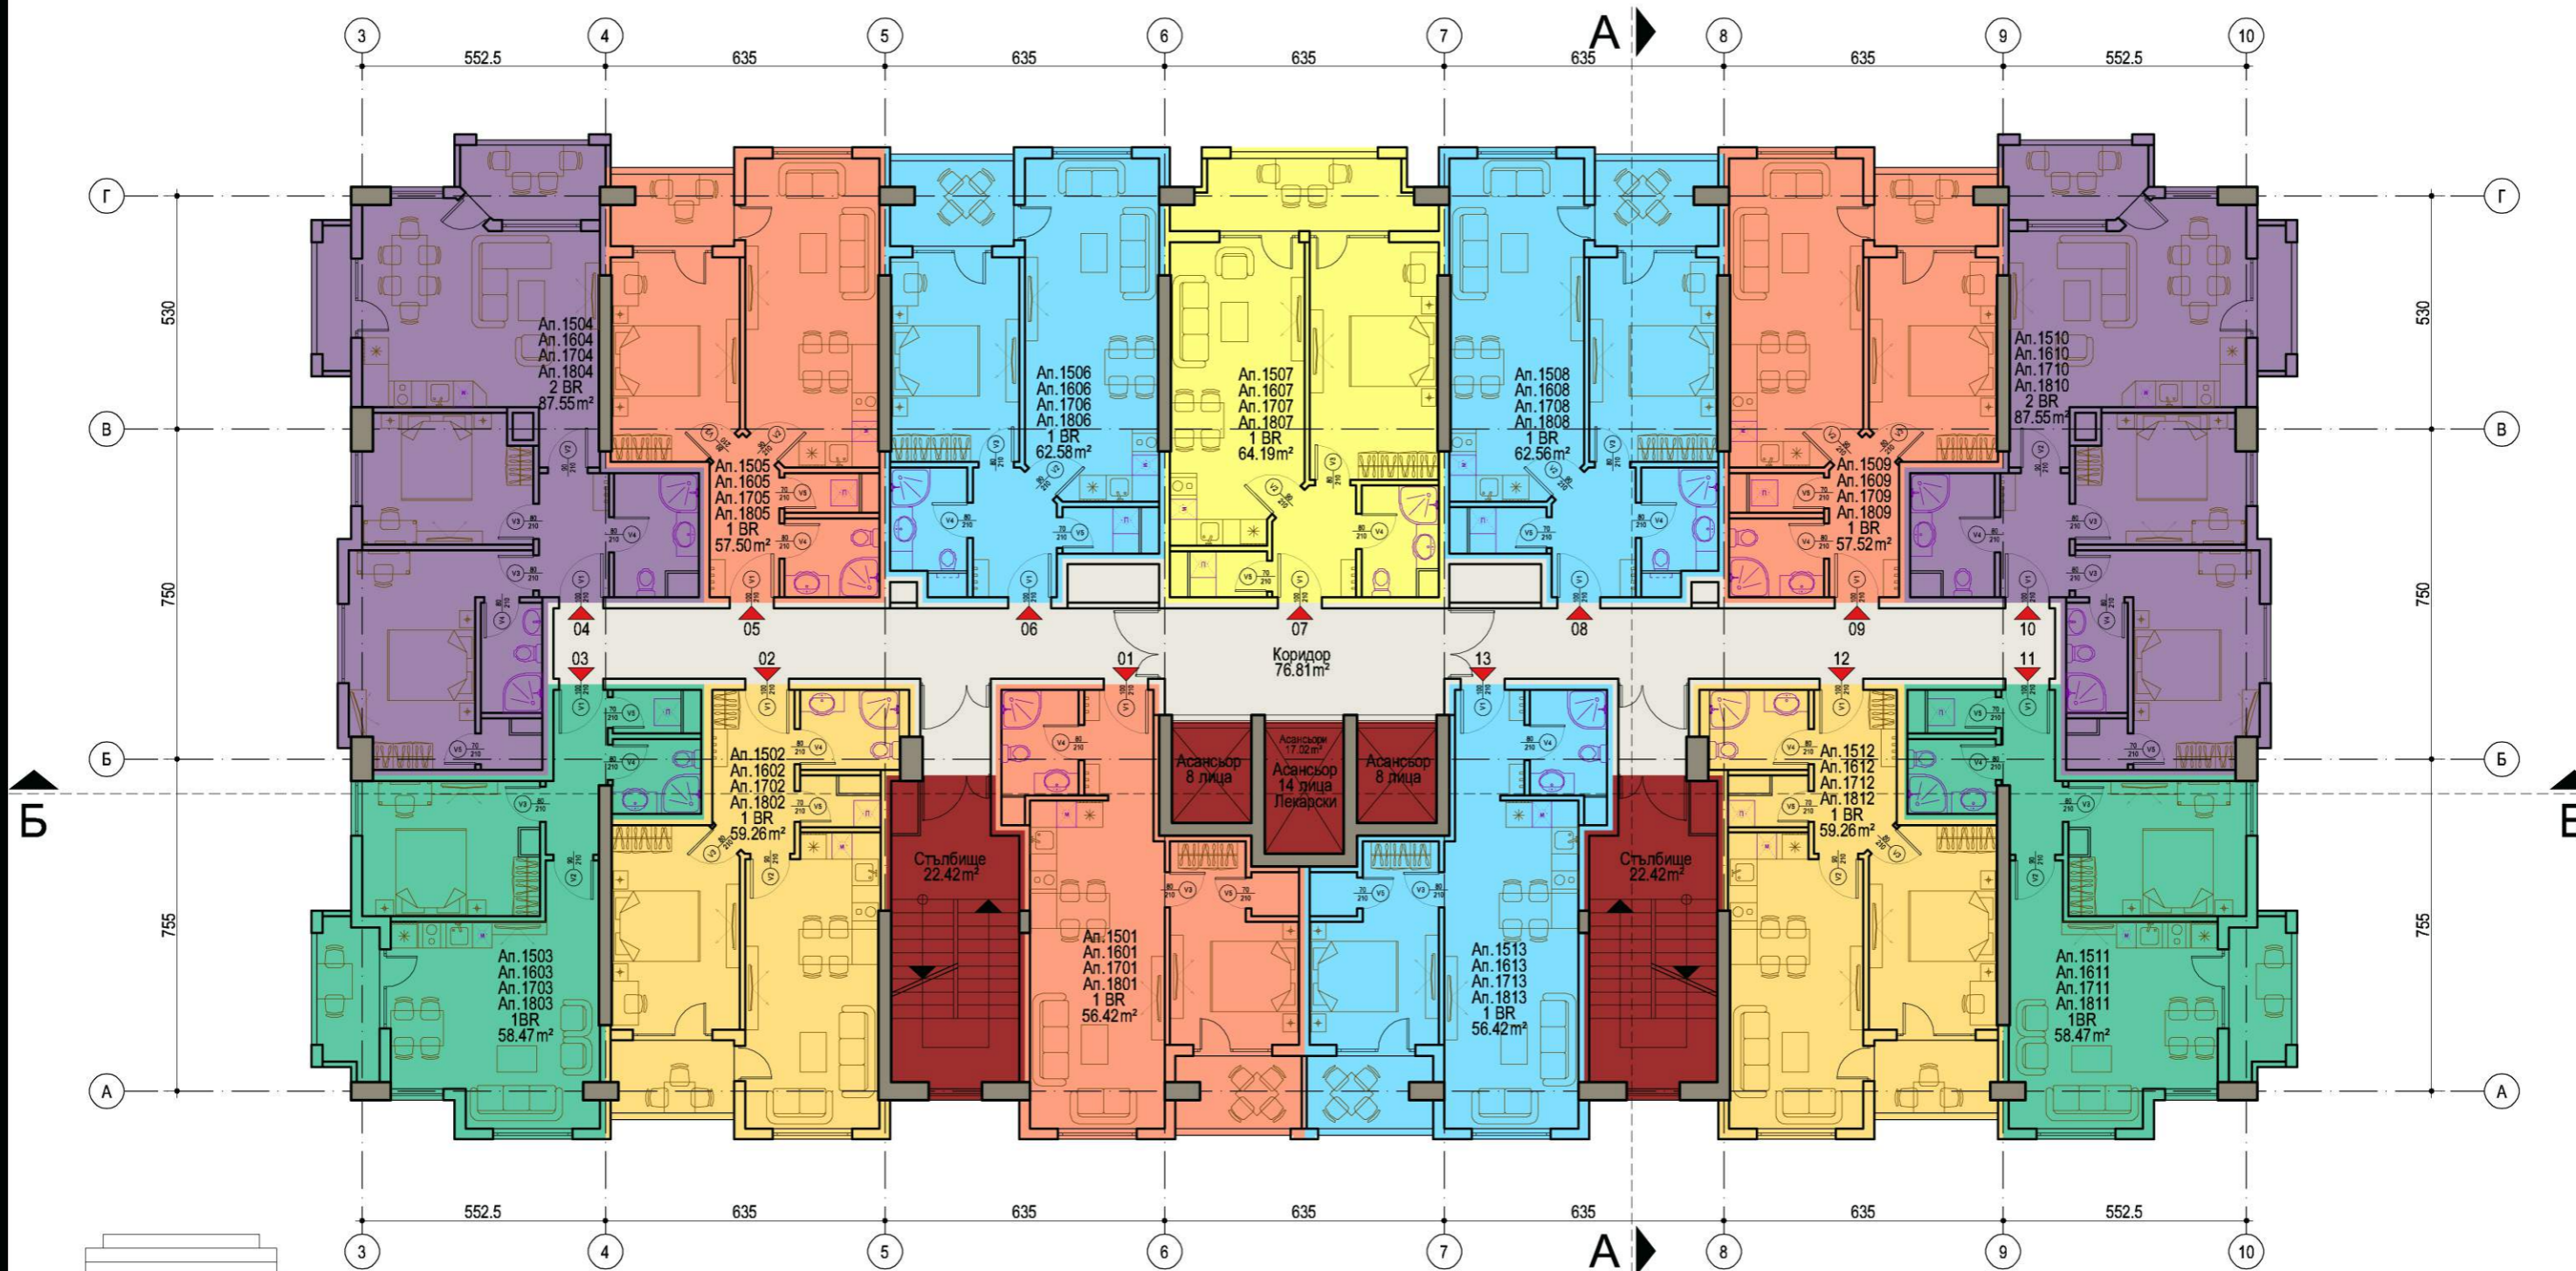 3 4 5 6 7 А 8 9 10
552.5 635 635 635 635 635 552.5
Г Г
530 530
В В
750 750
Б Б
755 755
А А
Ап.1504
Ап.1604
Ап.1704
Ап.1804
2 BR
87.55m²
Ап.1505
Ап.1605
Ап.1705
Ап.1805
1 BR
57.50m²
Ап.1506
Ап.1606
Ап.1706
Ап.1806
1 BR
62.58m²
Ап.1507
Ап.1607
Ап.1707
Ап.1807
1 BR
64.19m²
Ап.1508
Ап.1608
Ап.1708
Ап.1808
1 BR
62.56m²
Ап.1509
Ап.1609
Ап.1709
Ап.1809
1 BR
57.52m²
Ап.1510
Ап.1610
Ап.1710
Ап.1810
2 BR
87.55m²
04 05 06 07 08 09 10
03 02 01 13 12 11
Коридор
76.81m²
Асансьор
8 лица
Асансьори
17.02m²
Асансьор
14 лица
Лекарски
Асансьор
8 лица
Б
Стълбище
22.42m²
Стълбище
22.42m²
Ап.1502
Ап.1602
Ап.1702
Ап.1802
1 BR
59.26m²
Ап.1512
Ап.1612
Ап.1712
Ап.1812
1 BR
59.26m²
Ап.1503
Ап.1603
Ап.1703
Ап.1803
1BR
58.47m²
Ап.1501
Ап.1601
Ап.1701
Ап.1801
1 BR
56.42m²
Ап.1513
Ап.1613
Ап.1713
Ап.1813
1 BR
56.42m²
Ап.1511
Ап.1611
Ап.1711
Ап.1811
1BR
58.47m²
552.5 635 635 635 635 635 552.5
3 4 5 6 7 А 8 9 10